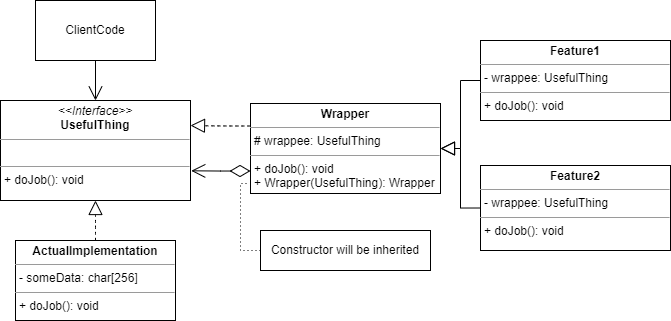 ClientCode
<<Interface>>
UsefulThing
+ doJob(): void
ActualImplementation
- someData: char[256]
+ doJob(): void
Wrapper
# wrappee: UsefulThing
+ doJob(): void
+ Wrapper(UsefulThing): Wrapper
Constructor will be inherited
Feature1
- wrappee: UsefulThing
+ doJob(): void
Feature2
- wrappee: UsefulThing
+ doJob(): void